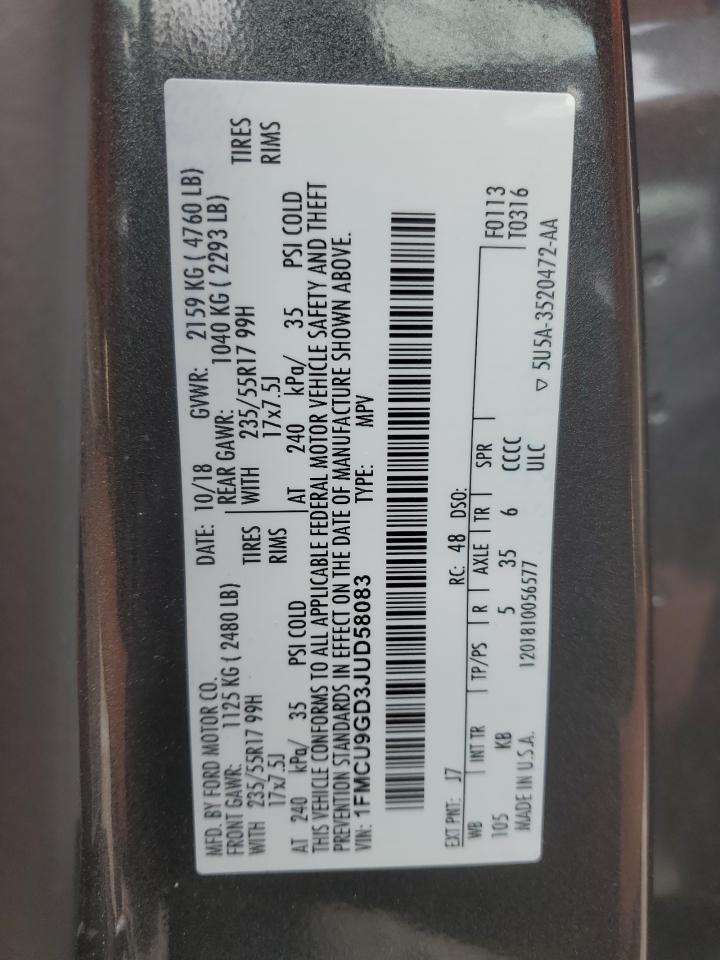 MFD. BY FORD MOTOR CO.
DATE: 10/18 GVWR: 2159 KG ( 4760 LB)
FRONT GAWR: 1125 KG ( 2480 LB)
REAR GAWR: 1040 KG ( 2293 LB)
WITH 235/55R17 99H TIRES
WITH 235/55R17 99H TIRES
17x7.5J RIMS
17x7.5J RIMS
AT 240 kPa/ 35 PSI COLD
AT 240 kPa/ 35 PSI COLD
THIS VEHICLE CONFORMS TO ALL APPLICABLE FEDERAL MOTOR VEHICLE SAFETY AND THEFT
PREVENTION STANDARDS IN EFFECT ON THE DATE OF MANUFACTURE SHOWN ABOVE.
VIN: 1FMCU9GD3JUD58083 TYPE: MPV
EXT PNT: J7 RC: 48 DSO:
WB INT TR TP/PS R AXLE TR SPR F0113
105 KB 5 35 6 CCCC T0316
MADE IN U.S.A. 1201810056577 ULC
▽ 5U5A-3520472-AA